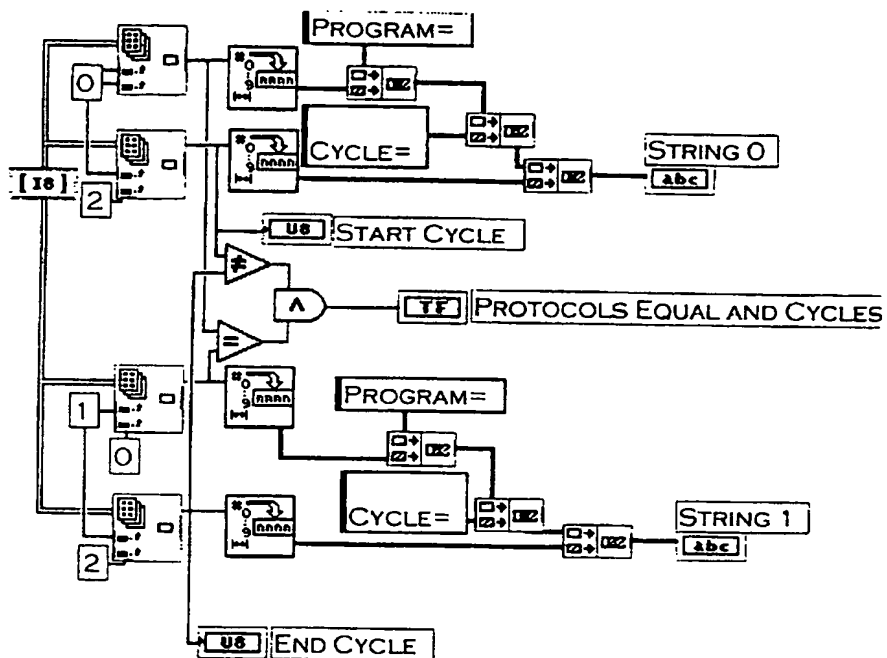 PROGRAM=
0
CYCLE=
STRING 0
abc
[I8]
2
U8 START CYCLE
≠
∧
TF PROTOCOLS EQUAL AND CYCLES
=
PROGRAM=
1
0
CYCLE=
STRING 1
abc
2
U8 END CYCLE